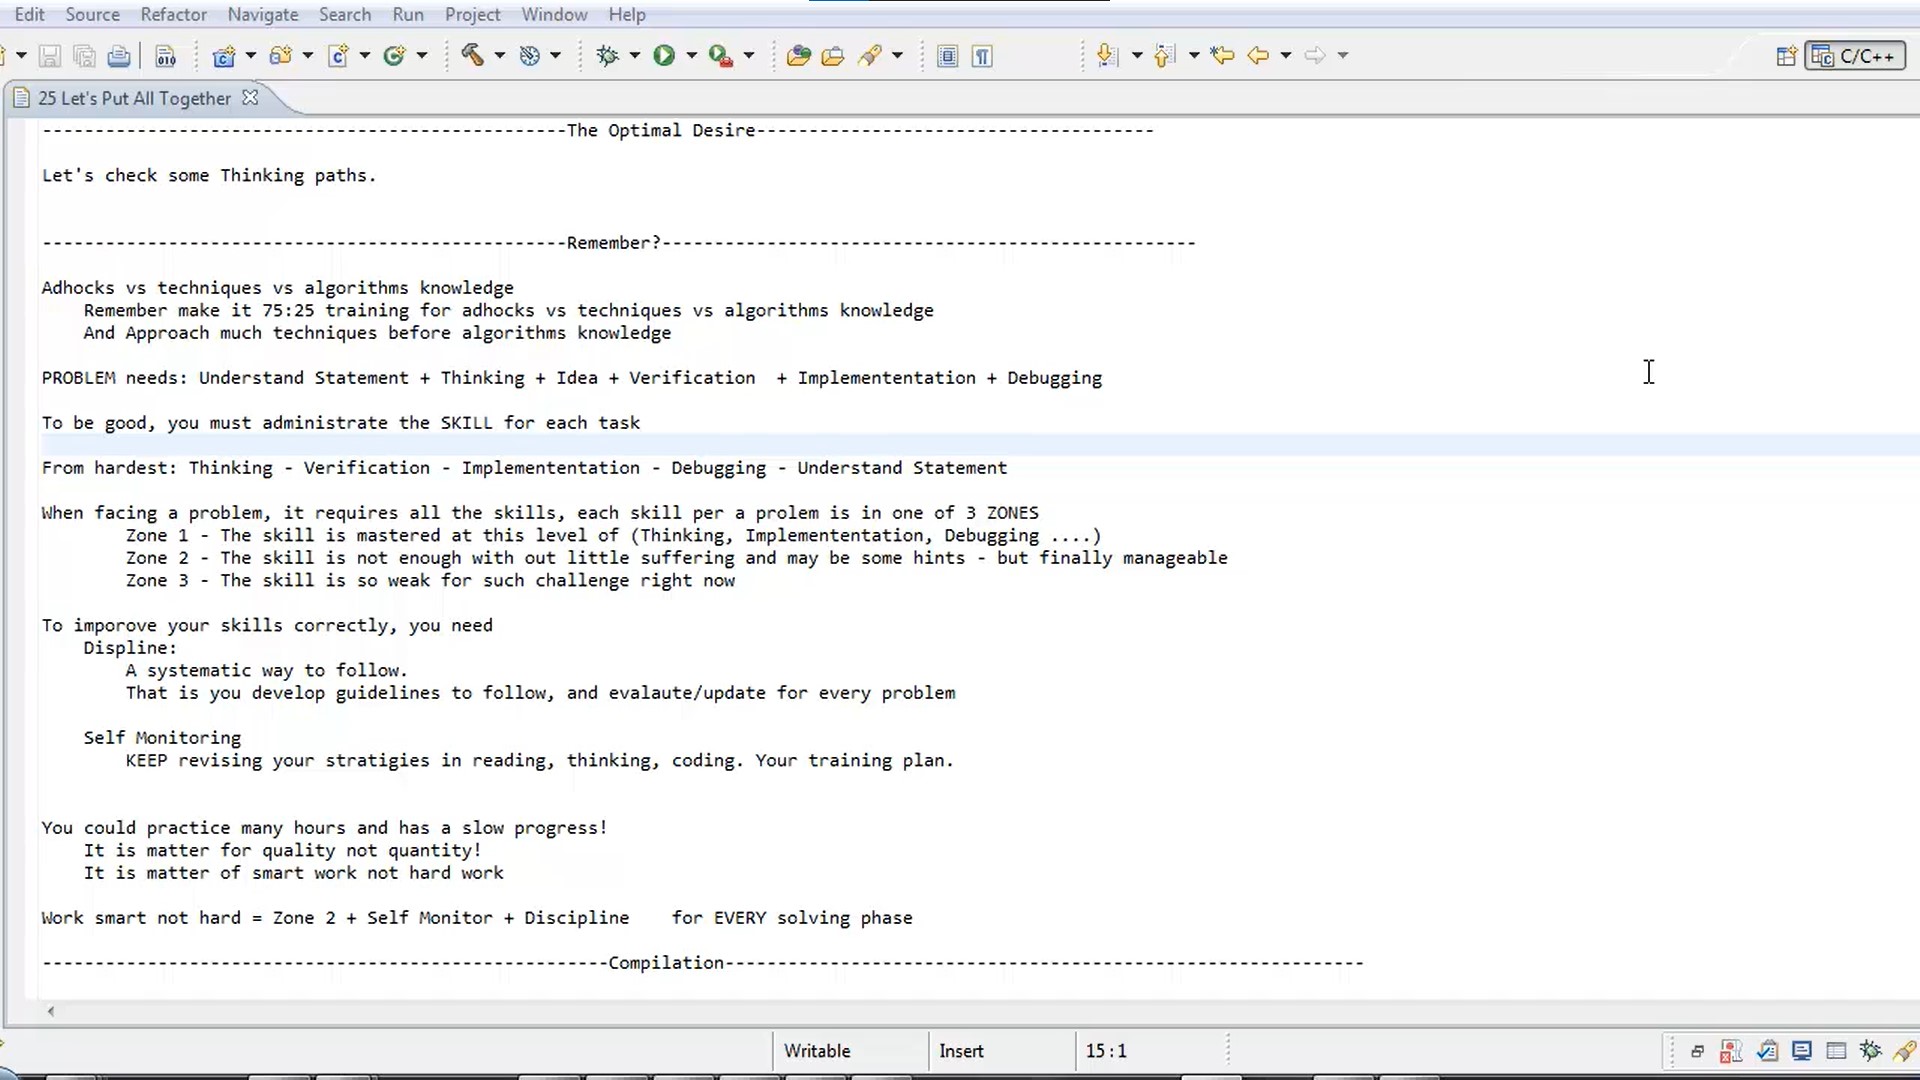 Edit Source Refactor Navigate Search Run Project Window Help
010
C/C++
25 Let's Put All Together
--------------------------------------------------The Optimal Desire--------------------------------------
Let's check some Thinking paths.
--------------------------------------------------Remember?---------------------------------------------------
Adhocks vs techniques vs algorithms knowledge
Remember make it 75:25 training for adhocks vs techniques vs algorithms knowledge
And Approach much techniques before algorithms knowledge
PROBLEM needs: Understand Statement + Thinking + Idea + Verification + Implemententation + Debugging
To be good, you must administrate the SKILL for each task
From hardest: Thinking - Verification - Implemententation - Debugging - Understand Statement
When facing a problem, it requires all the skills, each skill per a prolem is in one of 3 ZONES
Zone 1 - The skill is mastered at this level of (Thinking, Implemententation, Debugging ....)
Zone 2 - The skill is not enough with out little suffering and may be some hints - but finally manageable
Zone 3 - The skill is so weak for such challenge right now
To imporove your skills correctly, you need
Displine:
A systematic way to follow.
That is you develop guidelines to follow, and evalaute/update for every problem
Self Monitoring
KEEP revising your stratigies in reading, thinking, coding. Your training plan.
You could practice many hours and has a slow progress!
It is matter for quality not quantity!
It is matter of smart work not hard work
Work smart not hard = Zone 2 + Self Monitor + Discipline for EVERY solving phase
------------------------------------------------------Compilation-------------------------------------------------------------
Writable Insert 15:1